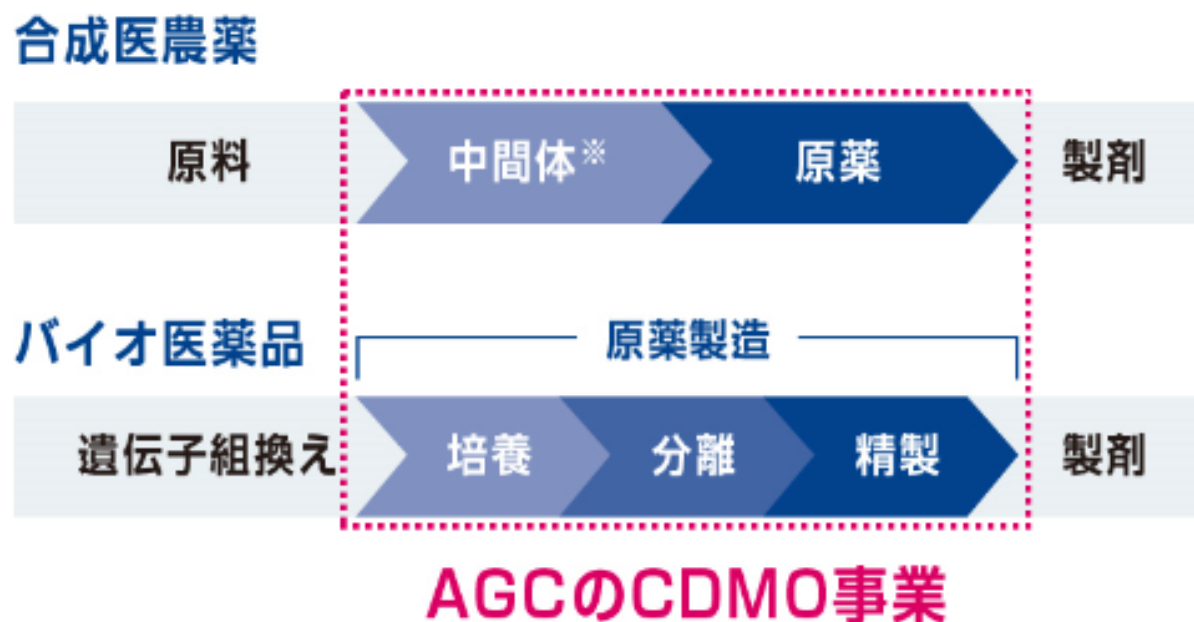 合成医農薬
原料 中間体※ 原薬 製剤
バイオ医薬品 原薬製造
遺伝子組換え 培養 分離 精製 製剤
AGCのCDMO事業